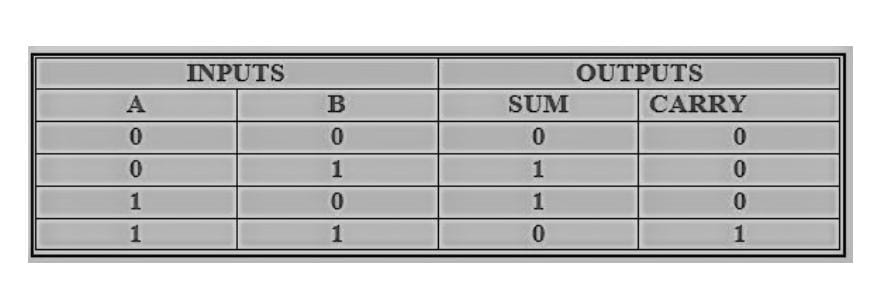 INPUTS OUTPUTS
A B SUM CARRY
0 0 0 0
0 1 1 0
1 0 1 0
1 1 0 1